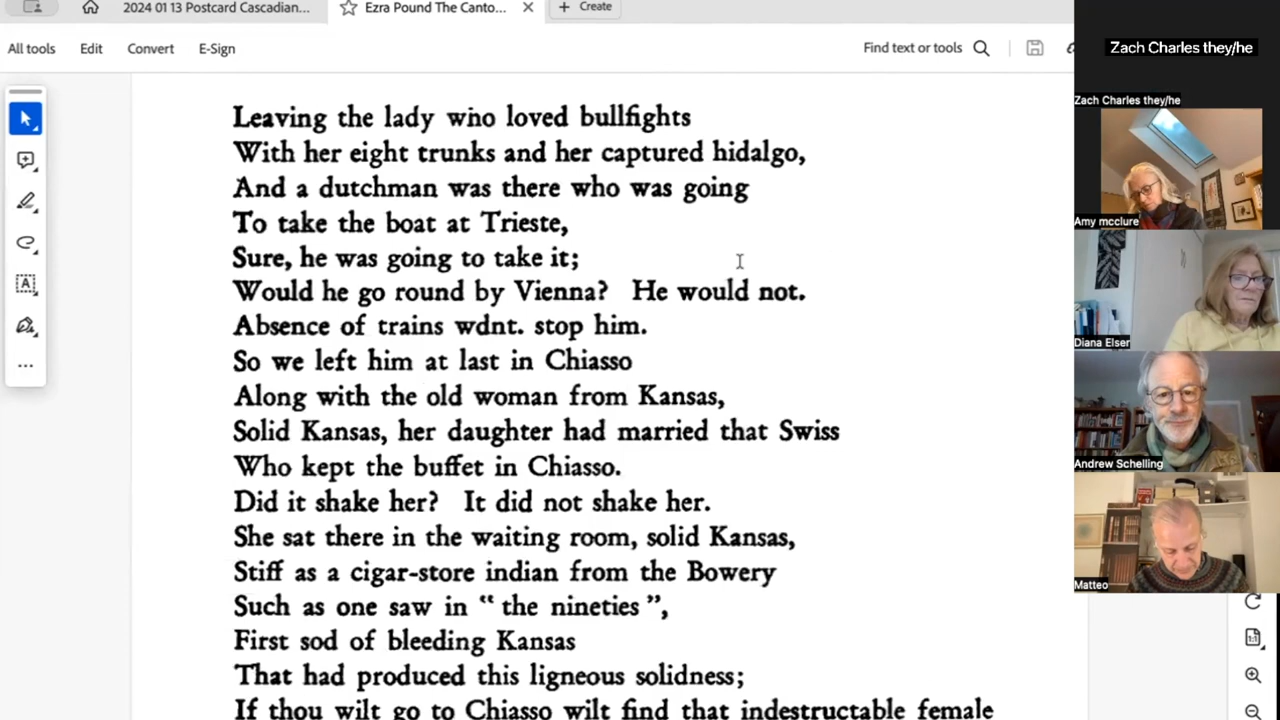 2024 01 13 Postcard Cascadian...
Ezra Pound The Canto...
Create
All tools
Edit
Convert
E-Sign
Find text or tools
Leaving the lady who loved bullfights
With her eight trunks and her captured hidalgo,
And a dutchman was there who was going
To take the boat at Trieste,
Sure, he was going to take it;
Would he go round by Vienna? He would not.
Absence of trains wdnt. stop him.
So we left him at last in Chiasso
Along with the old woman from Kansas,
Solid Kansas, her daughter had married that Swiss
Who kept the buffet in Chiasso.
Did it shake her? It did not shake her.
She sat there in the waiting room, solid Kansas,
Stiff as a cigar-store indian from the Bowery
Such as one saw in “ the nineties ”,
First sod of bleeding Kansas
That had produced this ligneous solidness;
If thou wilt go to Chiasso wilt find that indestructable female
Zach Charles they/he
Zach Charles they/he
Amy mcclure
Diana Elser
Andrew Schelling
Matteo